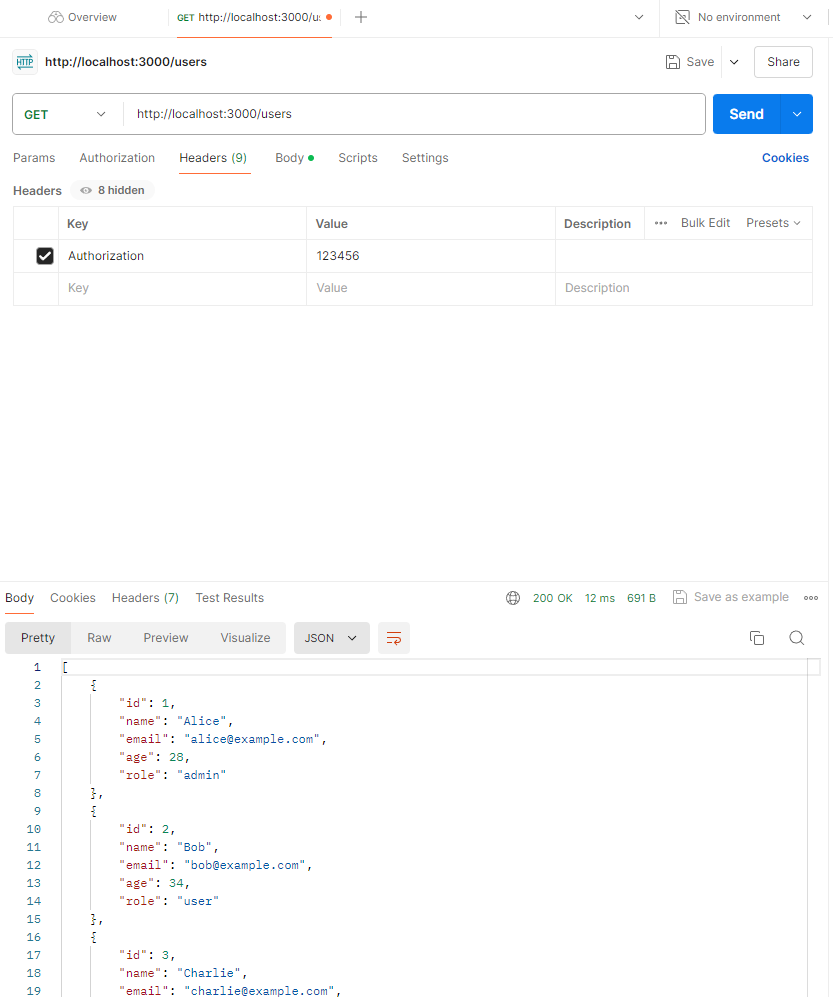 Overview
GET http://localhost:3000/u
No environment
HTTP http://localhost:3000/users
Save
Share
GET http://localhost:3000/users
Send
Params Authorization Headers (9) Body Scripts Settings Cookies
Headers 8 hidden
Key Value Description Bulk Edit Presets
Authorization 123456
Key Value Description
Body Cookies Headers (7) Test Results 200 OK 12 ms 691 B Save as example
Pretty Raw Preview Visualize JSON
1 [
2 {
3 "id": 1,
4 "name": "Alice",
5 "email": "alice@example.com",
6 "age": 28,
7 "role": "admin"
8 },
9 {
10 "id": 2,
11 "name": "Bob",
12 "email": "bob@example.com",
13 "age": 34,
14 "role": "user"
15 },
16 {
17 "id": 3,
18 "name": "Charlie",
19 "email": "charlie@example.com",